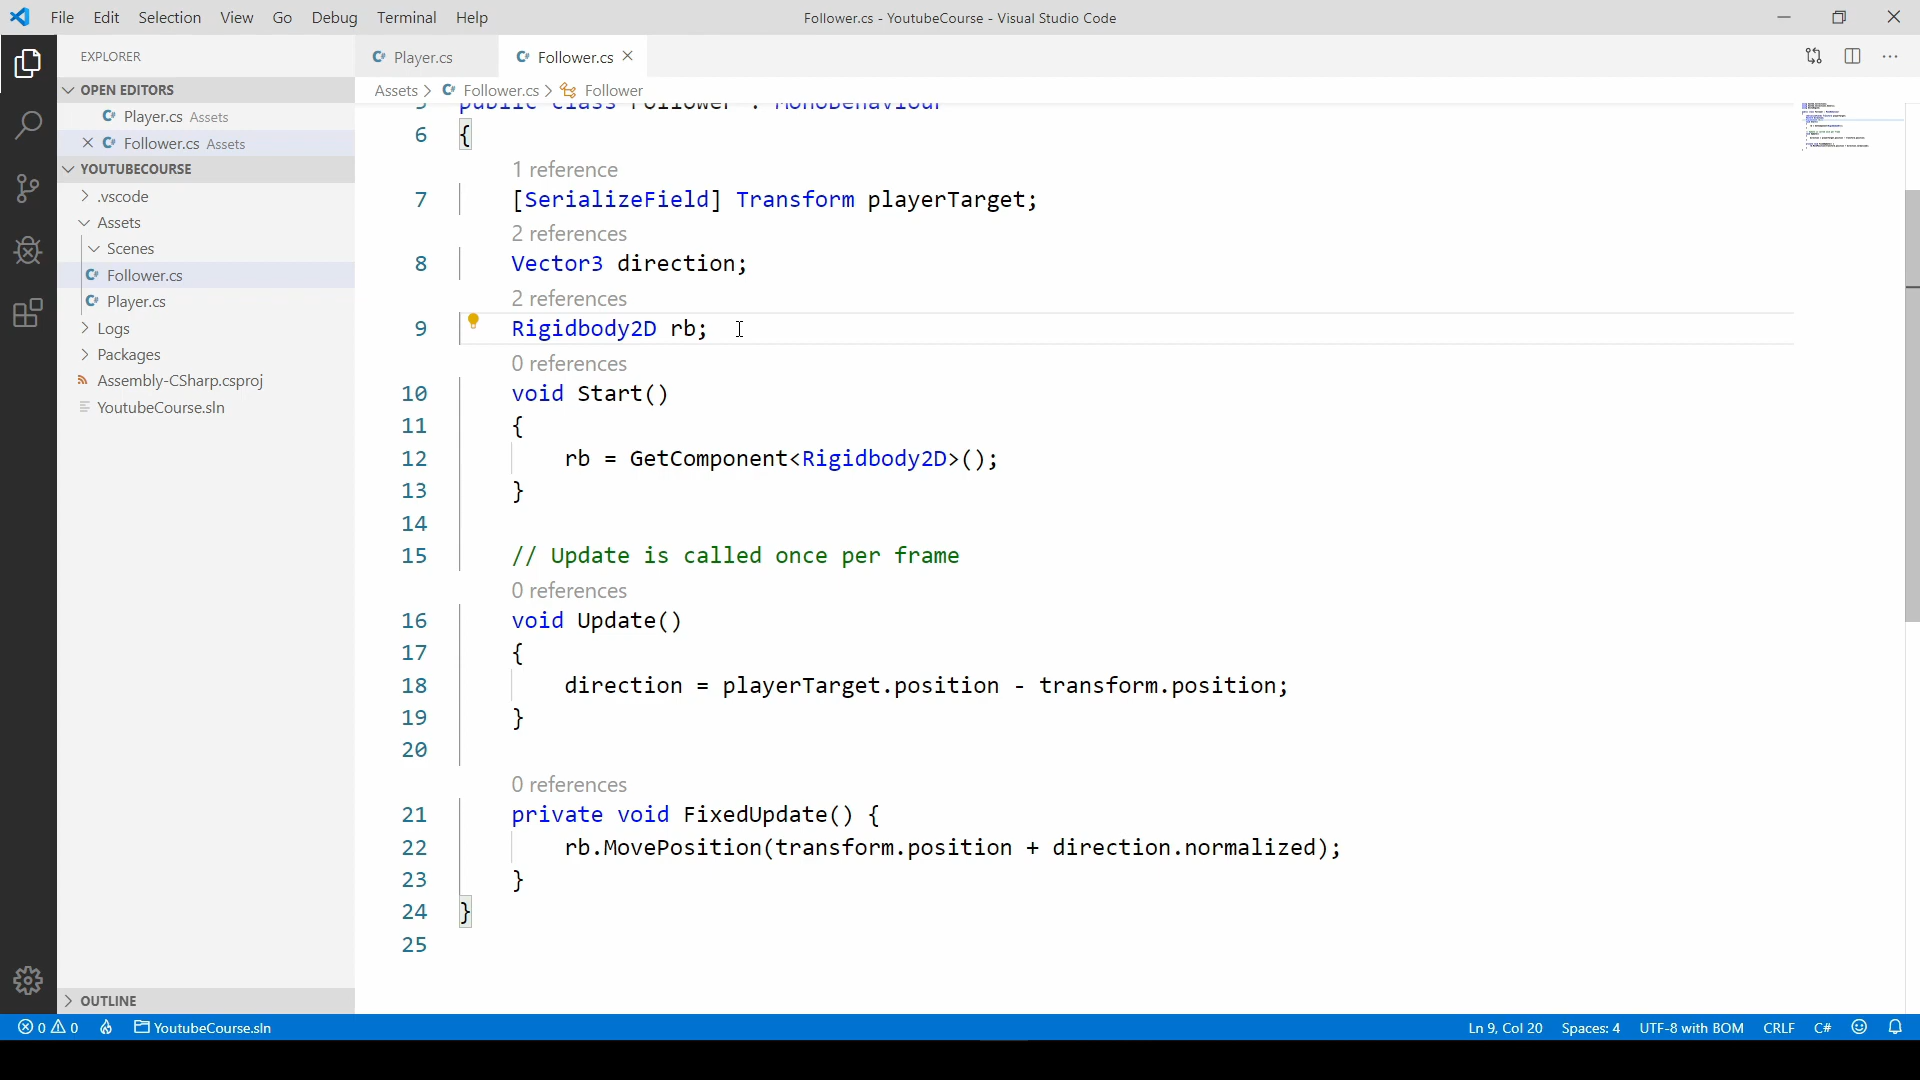 File Edit Selection View Go Debug Terminal Help
Follower.cs - YoutubeCourse - Visual Studio Code
EXPLORER
OPEN EDITORS
Player.cs Assets
Follower.cs Assets
YOUTUBECOURSE
.vscode
Assets
Scenes
Follower.cs
Player.cs
Logs
Packages
Assembly-CSharp.csproj
YoutubeCourse.sln
OUTLINE
Player.cs
Follower.cs
Assets > Follower.cs > Follower
5 public class Follower : MonoBehaviour
6 {
1 reference
7 [SerializeField] Transform playerTarget;
2 references
8 Vector3 direction;
2 references
9 Rigidbody2D rb;
0 references
10 void Start()
11 {
12 rb = GetComponent<Rigidbody2D>();
13 }
14
15 // Update is called once per frame
0 references
16 void Update()
17 {
18 direction = playerTarget.position - transform.position;
19 }
20
0 references
21 private void FixedUpdate() {
22 rb.MovePosition(transform.position + direction.normalized);
23 }
24 }
25
0 0 YoutubeCourse.sln
Ln 9, Col 20 Spaces: 4 UTF-8 with BOM CRLF C#